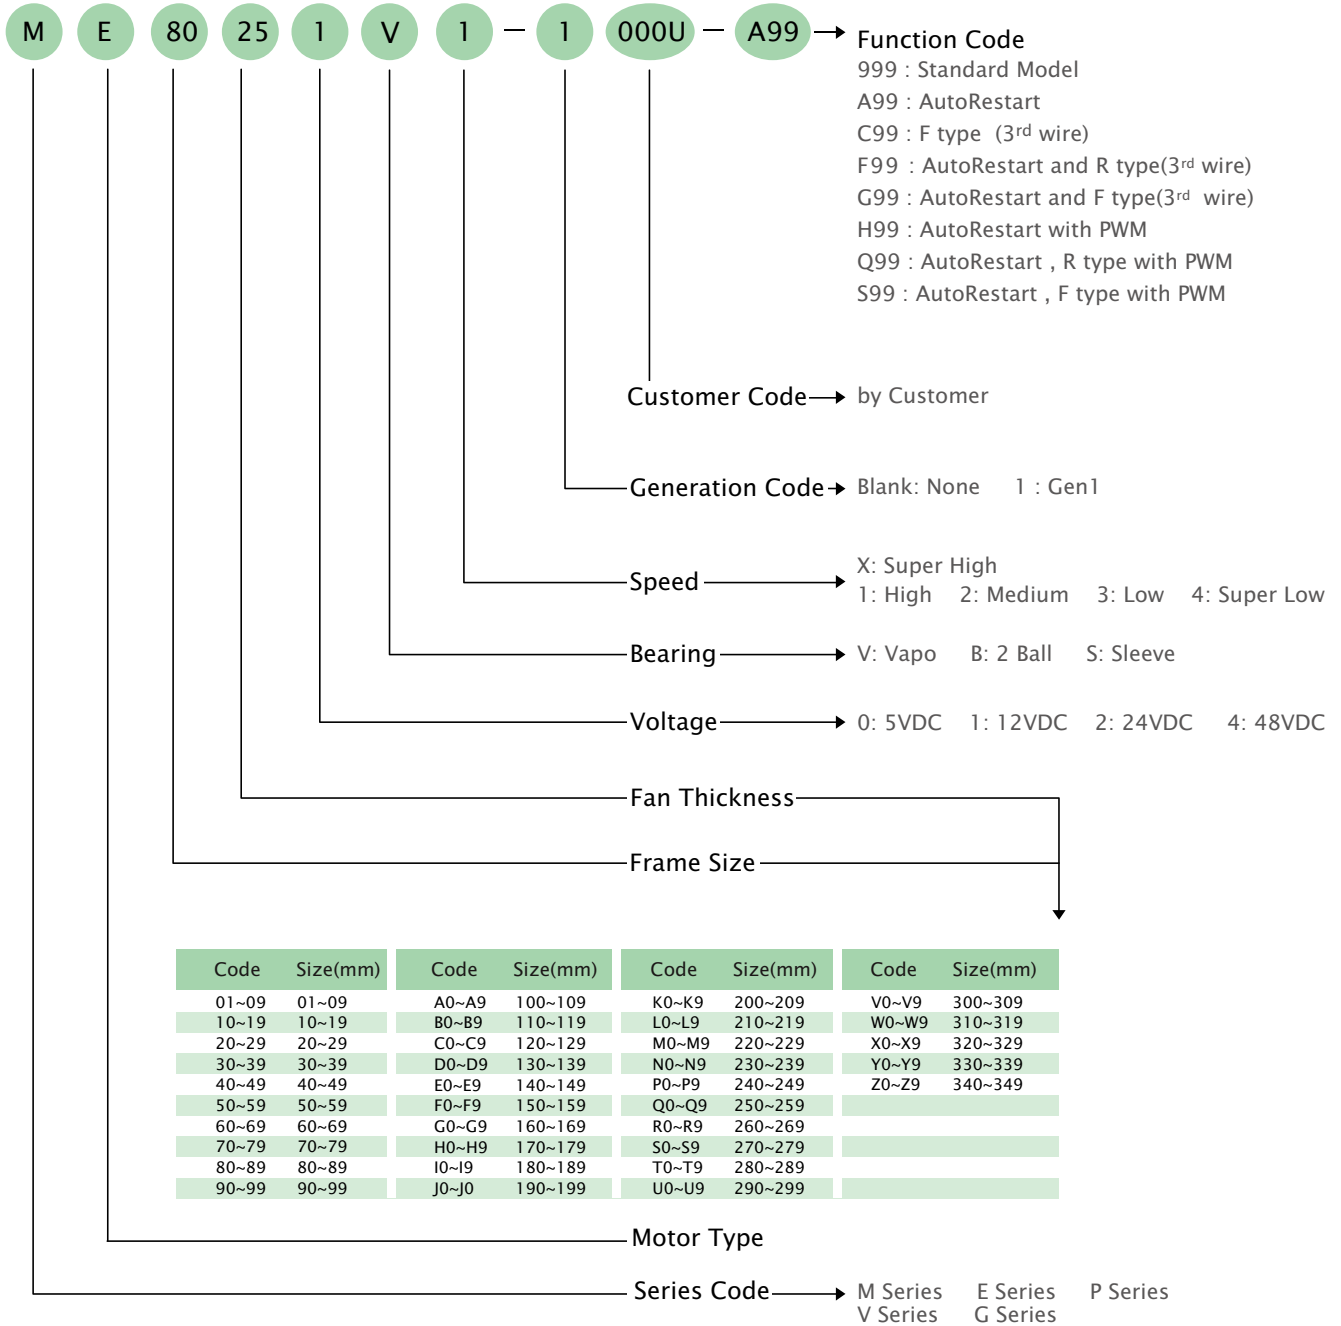 M E 80 25 1 V 1 - 1 000U - A99
Function Code
999 : Standard Model
A99 : AutoRestart
C99 : F type (3rd wire)
F99 : AutoRestart and R type(3rd wire)
G99 : AutoRestart and F type(3rd wire)
H99 : AutoRestart with PWM
Q99 : AutoRestart , R type with PWM
S99 : AutoRestart , F type with PWM
Customer Code by Customer
Generation Code Blank: None 1 : Gen1
Speed X: Super High
1: High 2: Medium 3: Low 4: Super Low
Bearing V: Vapo B: 2 Ball S: Sleeve
Voltage 0: 5VDC 1: 12VDC 2: 24VDC 4: 48VDC
Fan Thickness
Frame Size
Code Size(mm) Code Size(mm) Code Size(mm) Code Size(mm)
01~09 01~09 A0~A9 100~109 K0~K9 200~209 V0~V9 300~309
10~19 10~19 B0~B9 110~119 L0~L9 210~219 W0~W9 310~319
20~29 20~29 C0~C9 120~129 M0~M9 220~229 X0~X9 320~329
30~39 30~39 D0~D9 130~139 N0~N9 230~239 Y0~Y9 330~339
40~49 40~49 E0~E9 140~149 P0~P9 240~249 Z0~Z9 340~349
50~59 50~59 F0~F9 150~159 Q0~Q9 250~259
60~69 60~69 G0~G9 160~169 R0~R9 260~269
70~79 70~79 H0~H9 170~179 S0~S9 270~279
80~89 80~89 I0~I9 180~189 T0~T9 280~289
90~99 90~99 J0~J0 190~199 U0~U9 290~299
Motor Type
Series Code M Series E Series P Series
V Series G Series